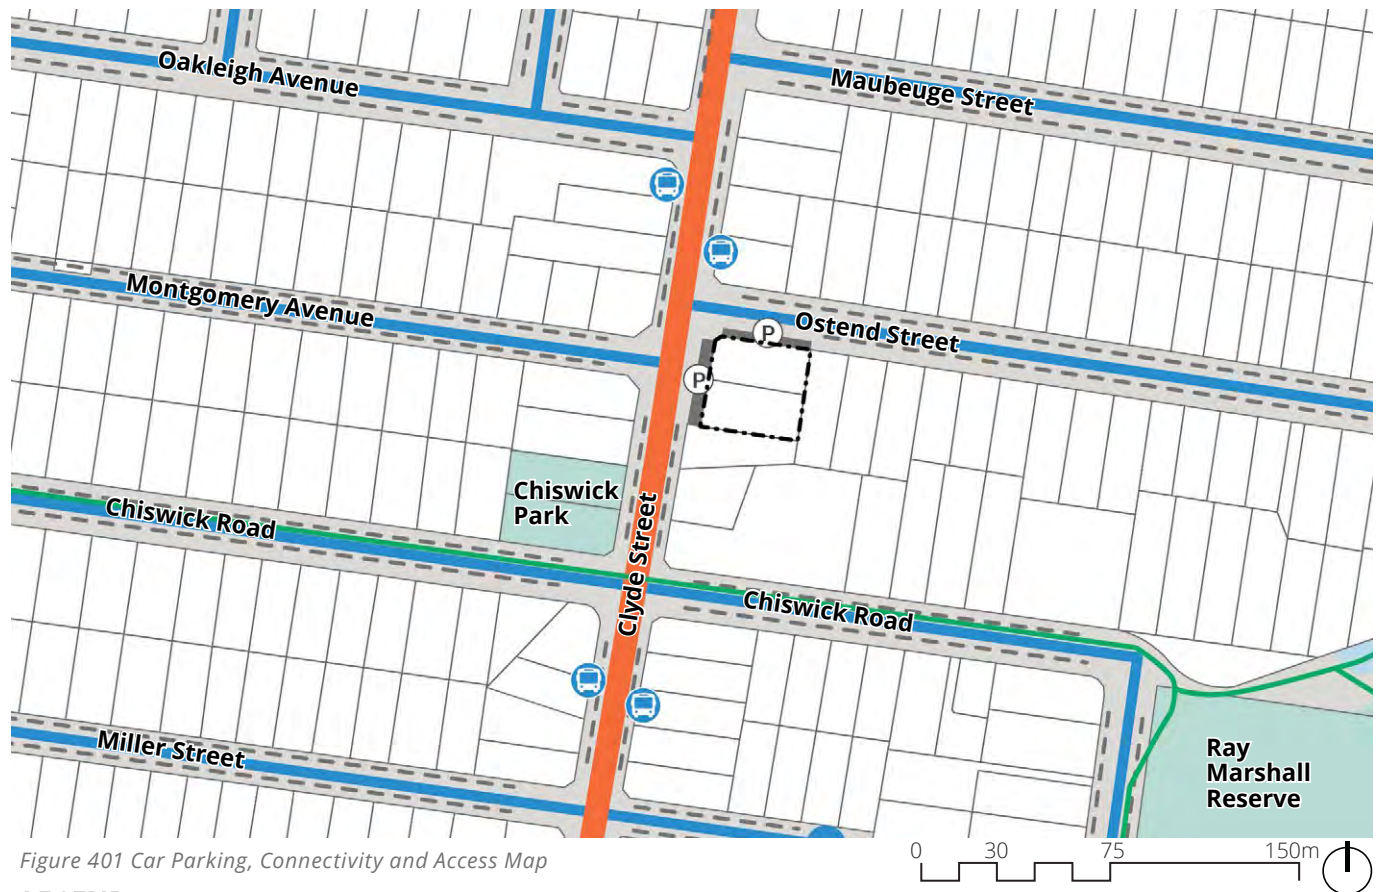 Oakleigh Avenue
Maubeuge Street
Montgomery Avenue
P
Ostend Street
P
Chiswick
Park
Chiswick Road
Clyde Street
Chiswick Road
Miller Street
Ray
Marshall
Reserve
Figure 401 Car Parking, Connectivity and Access Map
0 30 75 150m